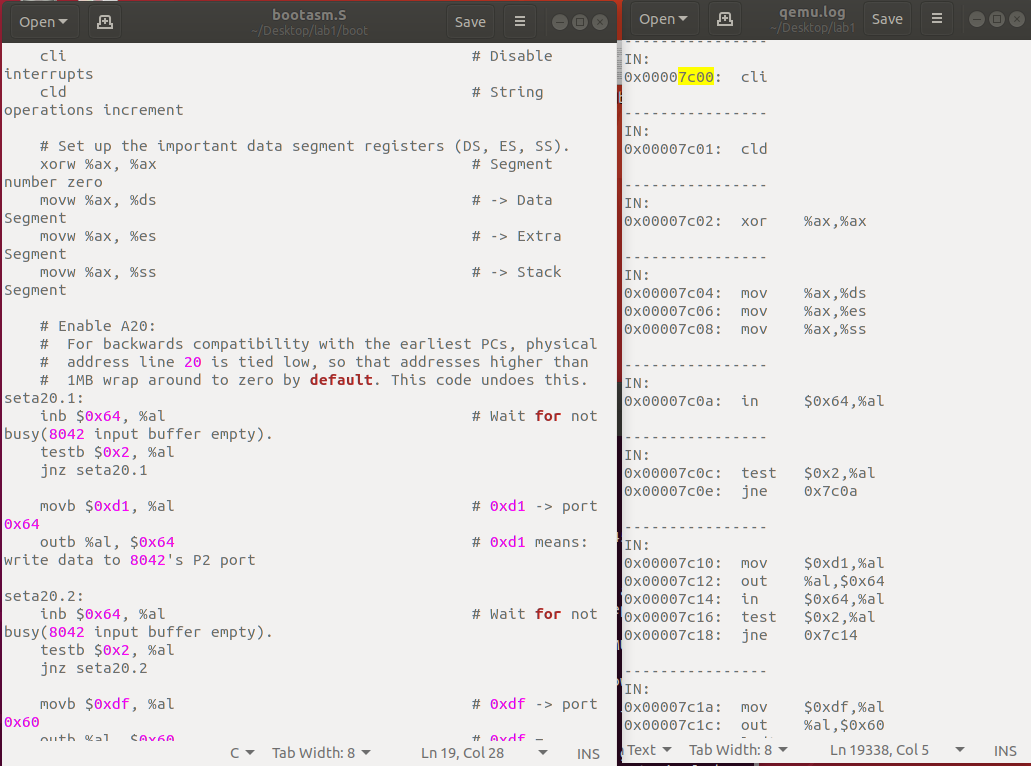 Open
bootasm.S
~/Desktop/lab1/boot
Save
    cli                                             # Disable
interrupts
    cld                                             # String
operations increment

    # Set up the important data segment registers (DS, ES, SS).
    xorw %ax, %ax                                   # Segment
number zero
    movw %ax, %ds                                   # -> Data
Segment
    movw %ax, %es                                   # -> Extra
Segment
    movw %ax, %ss                                   # -> Stack
Segment

    # Enable A20:
    #  For backwards compatibility with the earliest PCs, physical
    #  address line 20 is tied low, so that addresses higher than
    #  1MB wrap around to zero by default. This code undoes this.
seta20.1:
    inb $0x64, %al                                  # Wait for not
busy(8042 input buffer empty).
    testb $0x2, %al
    jnz seta20.1

    movb $0xd1, %al                                 # 0xd1 -> port
0x64
    outb %al, $0x64                                 # 0xd1 means:
write data to 8042's P2 port

seta20.2:
    inb $0x64, %al                                  # Wait for not
busy(8042 input buffer empty).
    testb $0x2, %al
    jnz seta20.2

    movb $0xdf, %al                                 # 0xdf -> port
0x60
    outb %al, $0x60                                 # 0xdf =
C
Tab Width: 8
Ln 19, Col 28
INS
Open
qemu.log
~/Desktop/lab1
Save
----------------
IN:
0x00007c00:  cli

----------------
IN:
0x00007c01:  cld

----------------
IN:
0x00007c02:  xor    %ax,%ax

----------------
IN:
0x00007c04:  mov    %ax,%ds
0x00007c06:  mov    %ax,%es
0x00007c08:  mov    %ax,%ss

----------------
IN:
0x00007c0a:  in     $0x64,%al

----------------
IN:
0x00007c0c:  test   $0x2,%al
0x00007c0e:  jne    0x7c0a

----------------
IN:
0x00007c10:  mov    $0xd1,%al
0x00007c12:  out    %al,$0x64
0x00007c14:  in     $0x64,%al
0x00007c16:  test   $0x2,%al
0x00007c18:  jne    0x7c14

----------------
IN:
0x00007c1a:  mov    $0xdf,%al
0x00007c1c:  out    %al,$0x60
Text
Tab Width: 8
Ln 19338, Col 5
INS